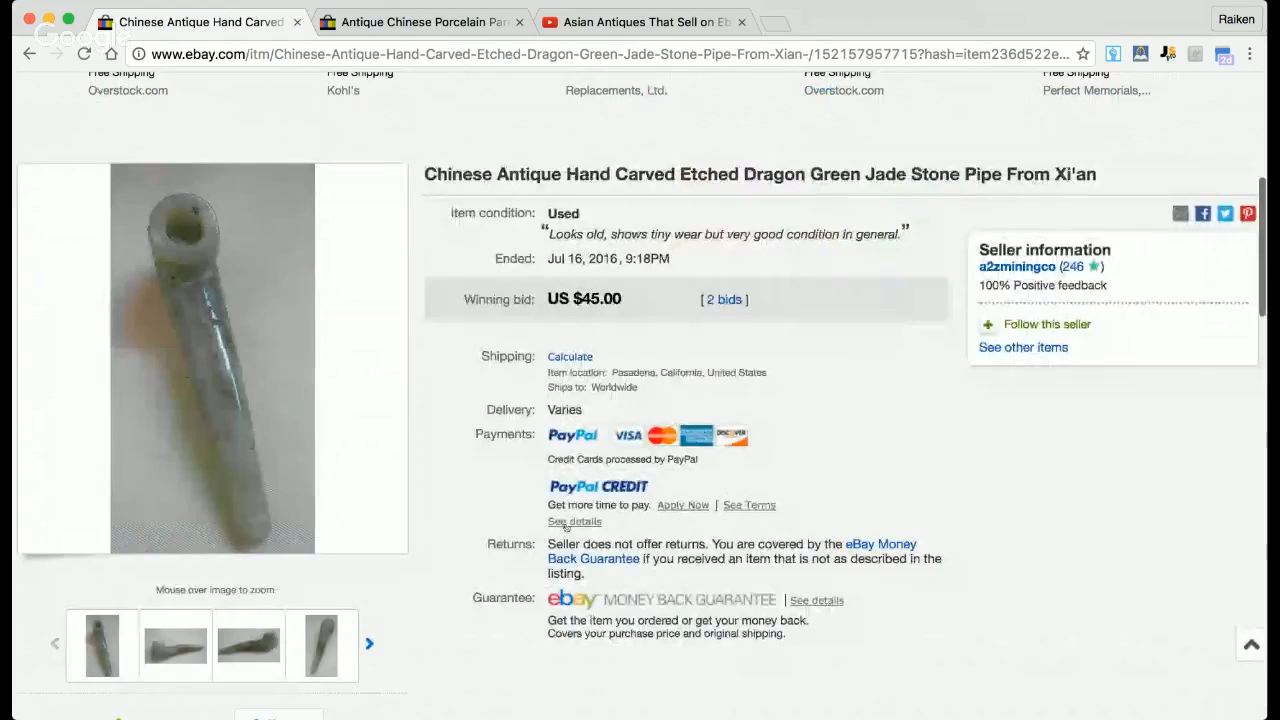 Chinese Antique Hand Carved
Antique Chinese Porcelain Par
Asian Antiques That Sell on Eb
Raiken
Google
www.ebay.com/itm/Chinese-Antique-Hand-Carved-Etched-Dragon-Green-Jade-Stone-Pipe-From-Xian-/152157957715?hash=item236d522e...
2d
Free Shipping Free Shipping Free Shipping Free Shipping
Overstock.com Kohl's Replacements, Ltd. Overstock.com Perfect Memorials,...
Chinese Antique Hand Carved Etched Dragon Green Jade Stone Pipe From Xi'an
Item condition: Used
"Looks old, shows tiny wear but very good condition in general."
Ended: Jul 16, 2016 , 9:18PM
Winning bid: US $45.00 [ 2 bids ]
Shipping: Calculate
Item location: Pasadena, California, United States
Ships to: Worldwide
Delivery: Varies
Payments: PayPal VISA DISCOVER
Credit Cards processed by PayPal
PayPal CREDIT
Get more time to pay. Apply Now | See Terms
See details
Returns: Seller does not offer returns. You are covered by the eBay Money
Back Guarantee if you received an item that is not as described in the
listing.
Guarantee: ebay MONEY BACK GUARANTEE | See details
Get the item you ordered or get your money back.
Covers your purchase price and original shipping.
Seller information
a2zminingco (246 ★)
100% Positive feedback
+ Follow this seller
See other items
Mouse over image to zoom